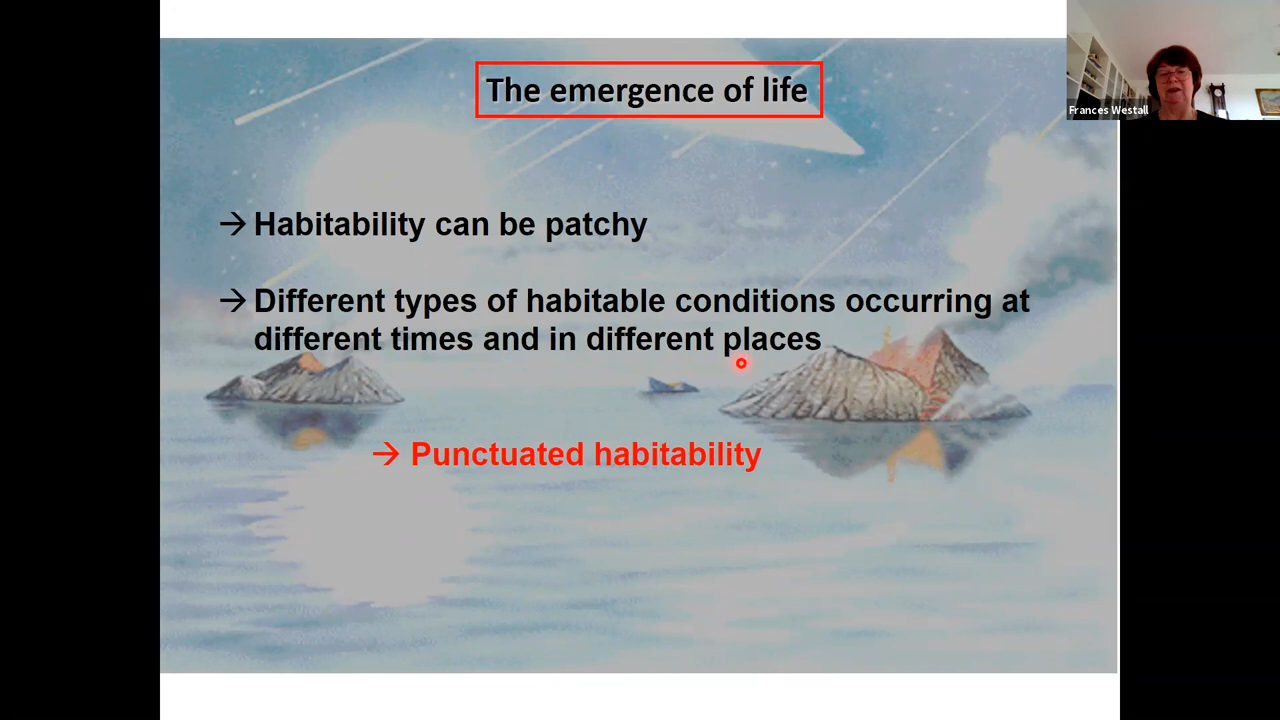 The emergence of life
Frances Westall
→ Habitability can be patchy
→ Different types of habitable conditions occurring at
different times and in different places
→ Punctuated habitability